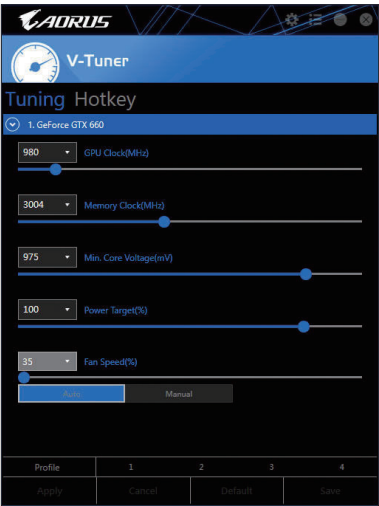 AORUS
V-Tuner
Tuning Hotkey
1. GeForce GTX 660
980 GPU Clock(MHz)
3004 Memory Clock(MHz)
975 Min. Core Voltage(mV)
100 Power Target(%)
35 Fan Speed(%)
Auto Manual
Profile 1 2 3 4
Apply Cancel Default Save